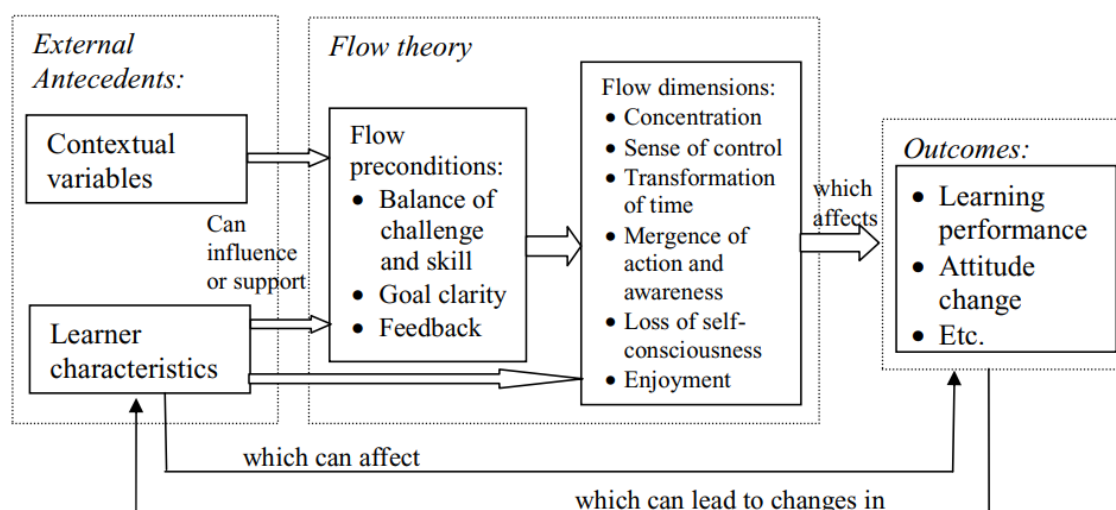 External
Antecedents:
Contextual
variables
Can
influence
or support
Learner
characteristics
Flow theory
Flow
preconditions:
• Balance of
challenge
and skill
• Goal clarity
• Feedback
Flow dimensions:
• Concentration
• Sense of control
• Transformation
of time
• Mergence of
action and
awareness
• Loss of self-
consciousness
• Enjoyment
which
affects
Outcomes:
• Learning
performance
• Attitude
change
• Etc.
which can affect
which can lead to changes in